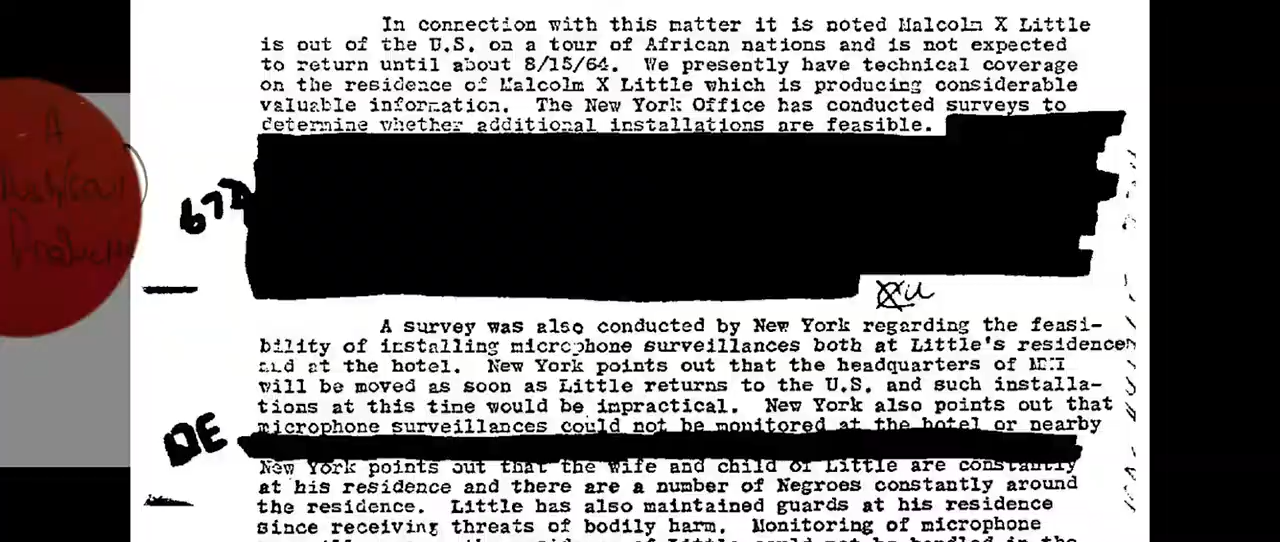 In connection with this matter it is noted Malcolm X Little
is out of the U.S. on a tour of African nations and is not expected
to return until about 8/15/64. We presently have technical coverage
on the residence of Malcolm X Little which is producing considerable
valuable information. The New York Office has conducted surveys to
determine whether additional installations are feasible.
A survey was also conducted by New York regarding the feasi-
bility of installing microphone surveillances both at Little's residence
and at the hotel. New York points out that the headquarters of MMI
will be moved as soon as Little returns to the U.S. and such installa-
tions at this time would be impractical. New York also points out that
microphone surveillances could not be monitored at the hotel or nearby
DE
New York points out that the wife and child of Little are constantly
at his residence and there are a number of Negroes constantly around
the residence. Little has also maintained guards at his residence
since receiving threats of bodily harm. Monitoring of microphone